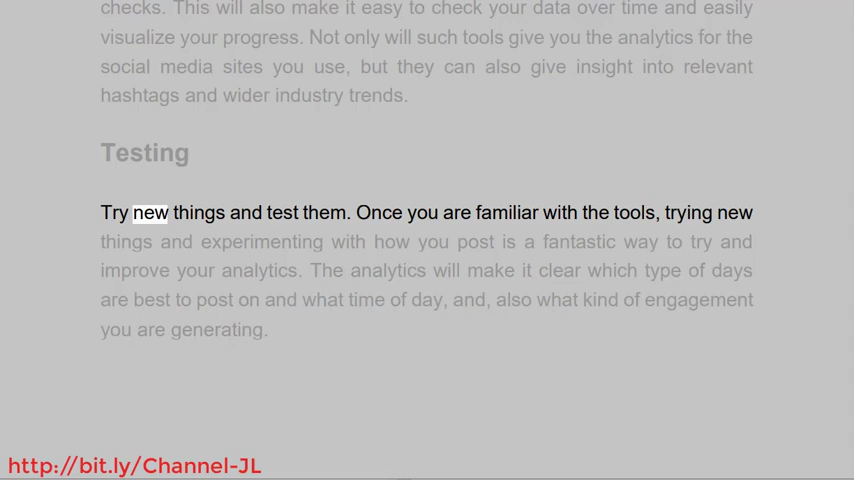 checks. This will also make it easy to check your data over time and easily
visualize your progress. Not only will such tools give you the analytics for the
social media sites you use, but they can also give insight into relevant
hashtags and wider industry trends.
Testing
Try new things and test them. Once you are familiar with the tools, trying new
things and experimenting with how you post is a fantastic way to try and
improve your analytics. The analytics will make it clear which type of days
are best to post on and what time of day, and, also what kind of engagement
you are generating.
http://bit.ly/Channel-JL